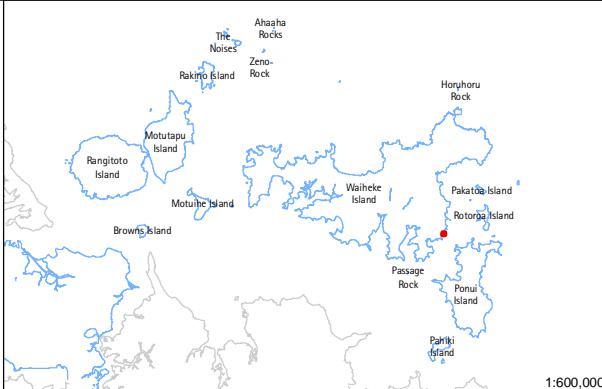 Ahaaha
Rocks
The
Noises
Zeno
Rock
Rakino Island
Horuhoru
Rock
Motutapu
Island
Rangitoto
Island
Waiheke
Island
Pakatoa Island
Motuihe Island
Rotoroa Island
Browns Island
Passage
Rock
Ponui
Island
Pahiki
Island
1:600,000